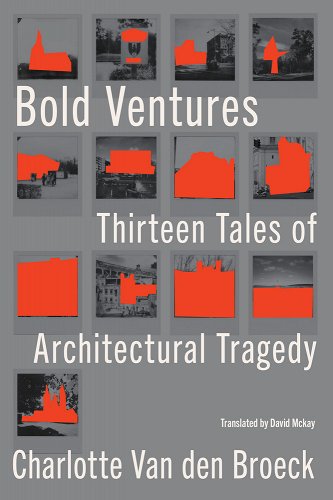 Bold Ventures
Thirteen Tales of
Architectural Tragedy
Translated by David Mckay
Charlotte Van den Broeck